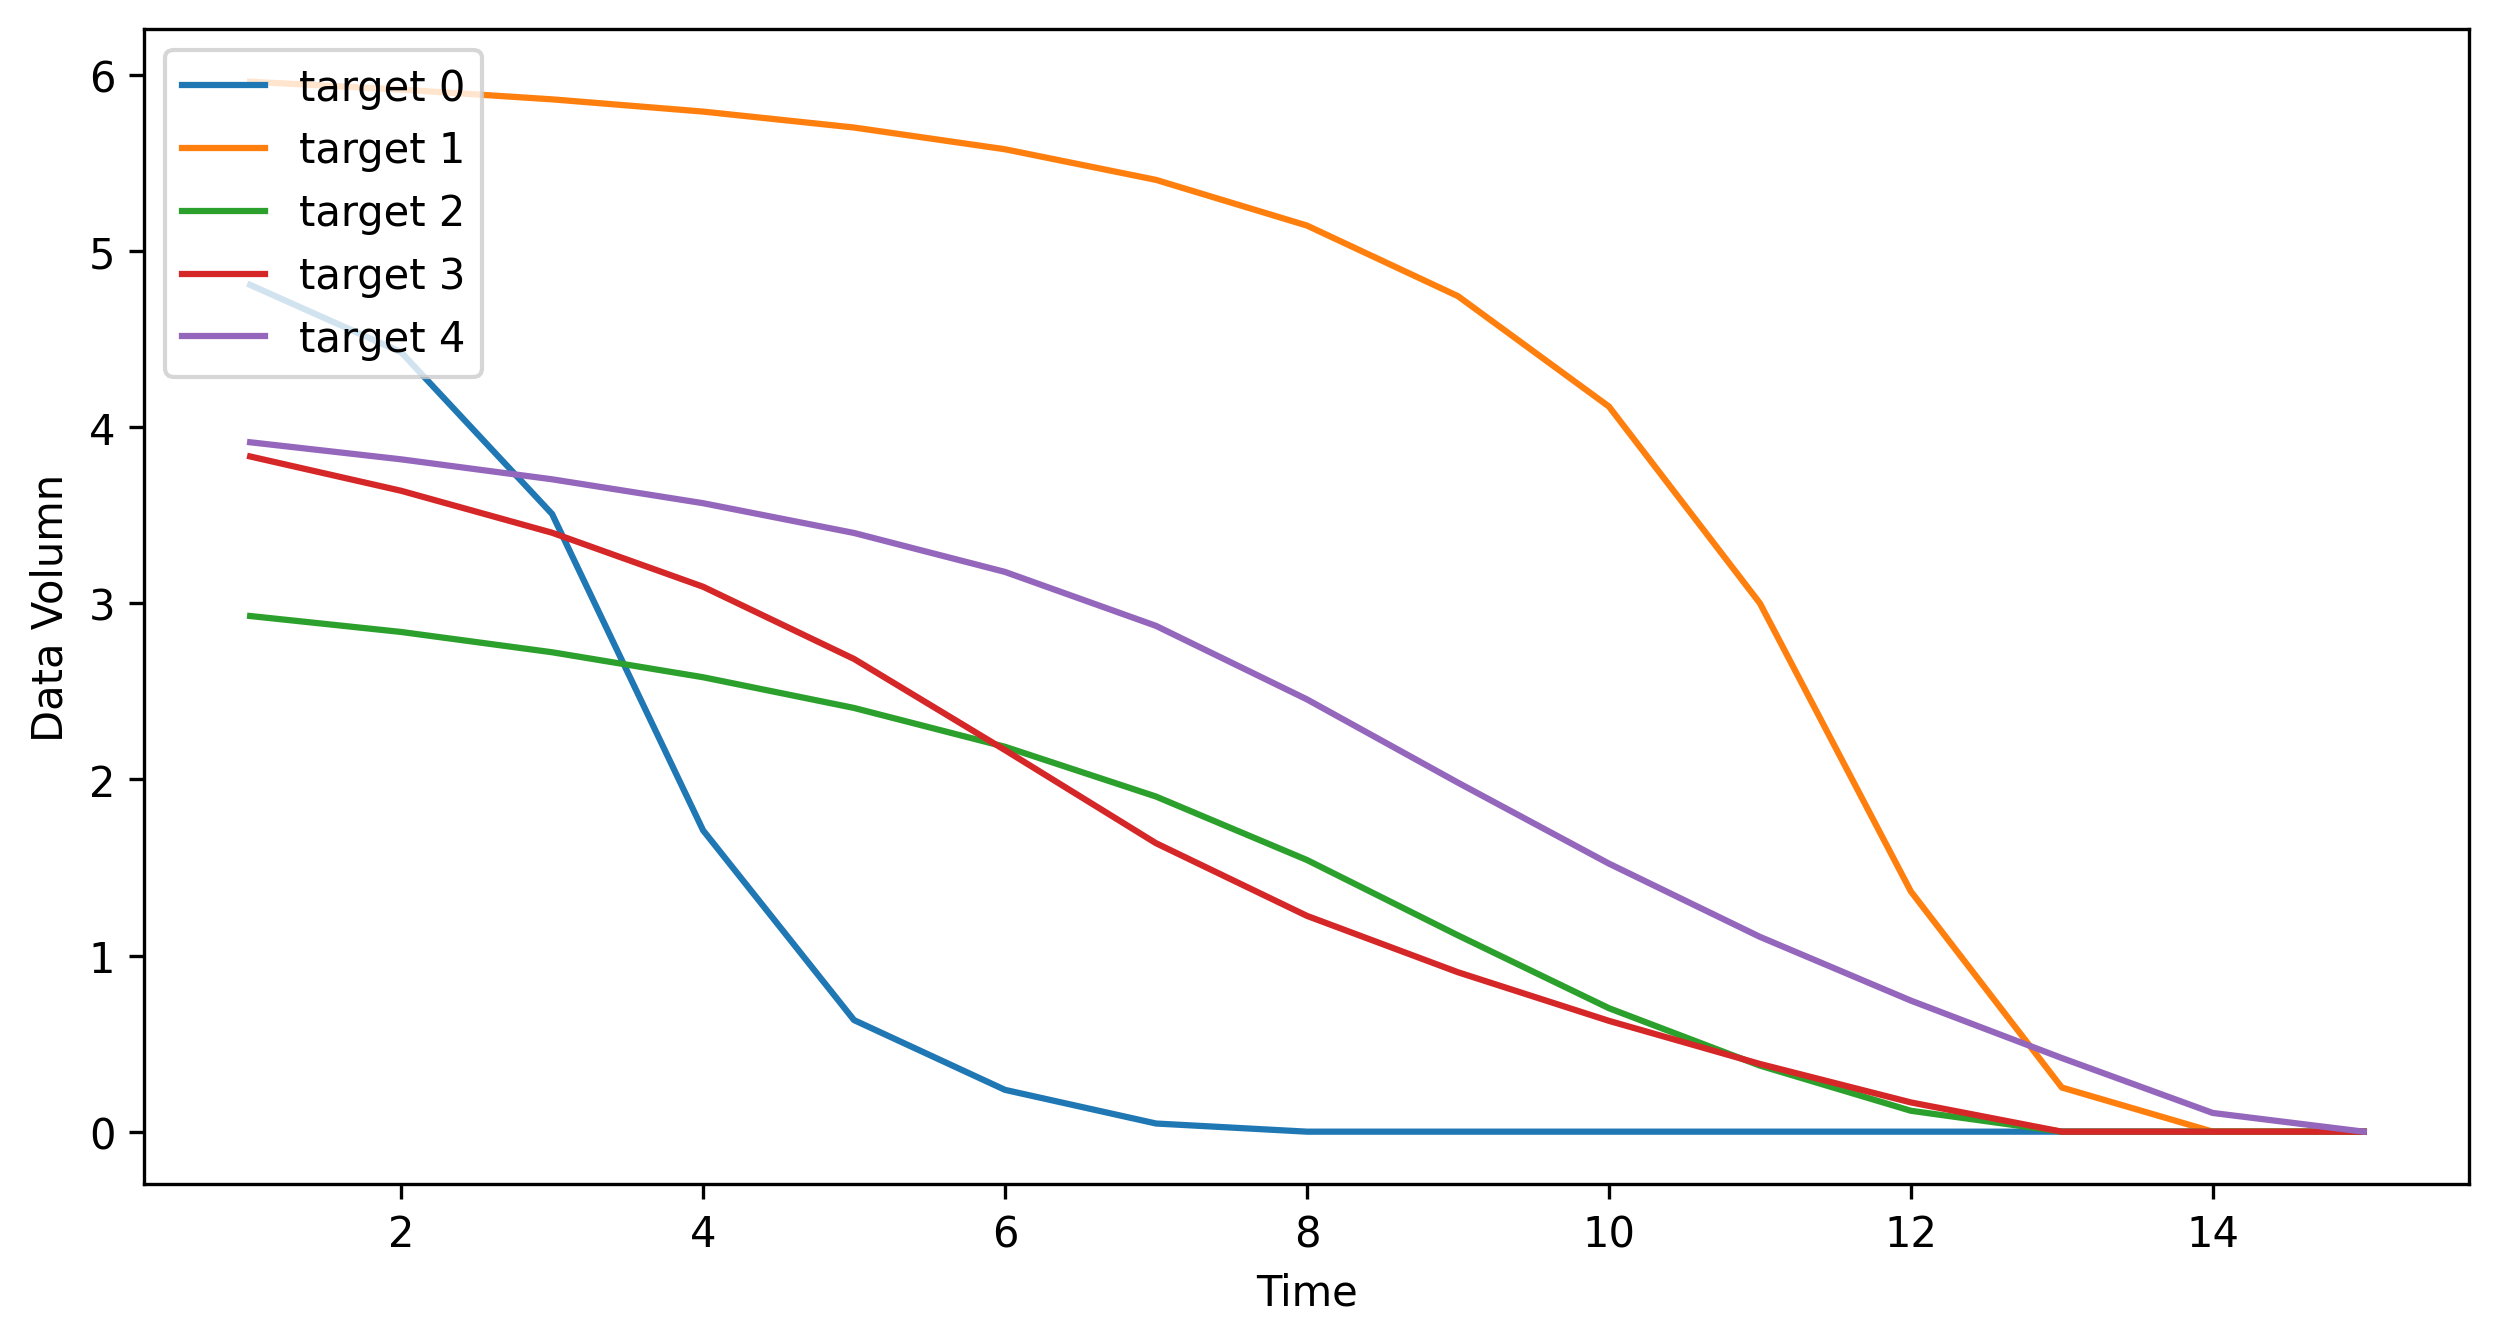 target 0
target 1
target 2
target 3
target 4
6
5
4
3
2
1
0
Data Volumn
2 4 6 8 10 12 14
Time